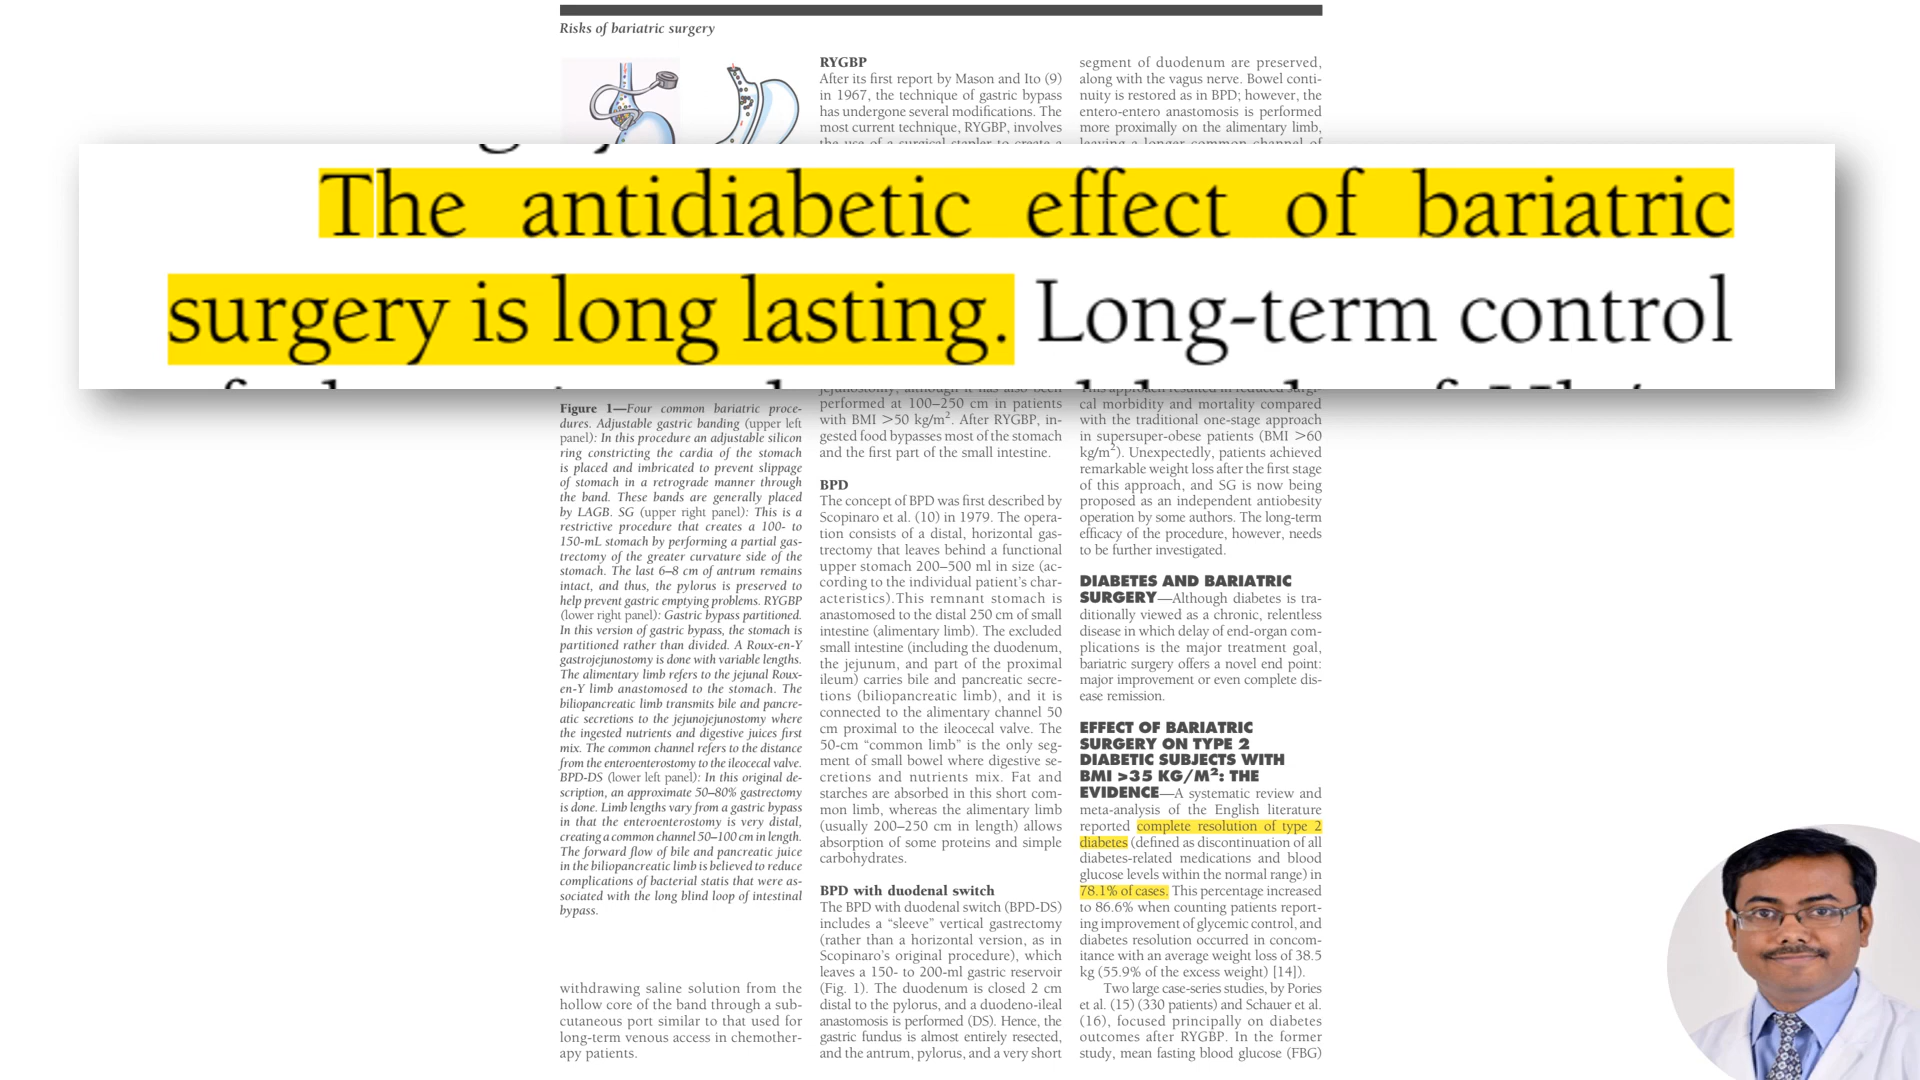 Risks of bariatric surgery
RYGBP
After its first report by Mason and Ito (9)
in 1967, the technique of gastric bypass
has undergone several modifications. The
most current technique, RYGBP, involves
the use of a surgical stapler to create a
segment of duodenum are preserved,
along with the vagus nerve. Bowel conti-
nuity is restored as in BPD; however, the
entero-entero anastomosis is performed
more proximally on the alimentary limb,
leaving a longer common channel of
The antidiabetic effect of bariatric
surgery is long lasting. Long-term control
Figure 1—Four common bariatric proce-
dures. Adjustable gastric banding (upper left
panel): In this procedure an adjustable silicon
ring constricting the cardia of the stomach
is placed and imbricated to prevent slippage
of stomach in a retrograde manner through
the band. These bands are generally placed
by LAGB. SG (upper right panel): This is a
restrictive procedure that creates a 100- to
150-mL stomach by performing a partial gas-
trectomy of the greater curvature side of the
stomach. The last 6–8 cm of antrum remains
intact, and thus, the pylorus is preserved to
help prevent gastric emptying problems. RYGBP
(lower right panel): Gastric bypass partitioned.
In this version of gastric bypass, the stomach is
partitioned rather than divided. A Roux-en-Y
gastrojejunostomy is done with variable lengths.
The alimentary limb refers to the jejunal Roux-
en-Y limb anastomosed to the stomach. The
biliopancreatic limb transmits bile and pancre-
atic secretions to the jejunojejunostomy where
the ingested nutrients and digestive juices first
mix. The common channel refers to the distance
from the enteroenterostomy to the ileocecal valve.
BPD-DS (lower left panel): In this original de-
scription, an approximate 50–80% gastrectomy
is done. Limb lengths vary from a gastric bypass
in that the enteroenterostomy is very distal,
creating a common channel 50–100 cm in length.
The forward flow of bile and pancreatic juice
in the biliopancreatic limb is believed to reduce
complications of bacterial statis that were as-
sociated with the long blind loop of intestinal
bypass.
withdrawing saline solution from the
hollow core of the band through a sub-
cutaneous port similar to that used for
long-term venous access in chemother-
apy patients.
jejunostomy, although it has also been
performed at 100–250 cm in patients
with BMI >50 kg/m². After RYGBP, in-
gested food bypasses most of the stomach
and the first part of the small intestine.
BPD
The concept of BPD was first described by
Scopinaro et al. (10) in 1979. The opera-
tion consists of a distal, horizontal gas-
trectomy that leaves behind a functional
upper stomach 200–500 ml in size (ac-
cording to the individual patient's char-
acteristics).This remnant stomach is
anastomosed to the distal 250 cm of small
intestine (alimentary limb). The excluded
small intestine (including the duodenum,
the jejunum, and part of the proximal
ileum) carries bile and pancreatic secre-
tions (biliopancreatic limb), and it is
connected to the alimentary channel 50
cm proximal to the ileocecal valve. The
50-cm “common limb” is the only seg-
ment of small bowel where digestive se-
cretions and nutrients mix. Fat and
starches are absorbed in this short com-
mon limb, whereas the alimentary limb
(usually 200–250 cm in length) allows
absorption of some proteins and simple
carbohydrates.
BPD with duodenal switch
The BPD with duodenal switch (BPD-DS)
includes a “sleeve” vertical gastrectomy
(rather than a horizontal version, as in
Scopinaro's original procedure), which
leaves a 150- to 200-ml gastric reservoir
(Fig. 1). The duodenum is closed 2 cm
distal to the pylorus, and a duodeno-ileal
anastomosis is performed (DS). Hence, the
gastric fundus is almost entirely resected,
and the antrum, pylorus, and a very short
This approach resulted in reduced surgi-
cal morbidity and mortality compared
with the traditional one-stage approach
in supersuper-obese patients (BMI >60
kg/m²). Unexpectedly, patients achieved
remarkable weight loss after the first stage
of this approach, and SG is now being
proposed as an independent antiobesity
operation by some authors. The long-term
efficacy of the procedure, however, needs
to be further investigated.
DIABETES AND BARIATRIC
SURGERY—Although diabetes is tra-
ditionally viewed as a chronic, relentless
disease in which delay of end-organ com-
plications is the major treatment goal,
bariatric surgery offers a novel end point:
major improvement or even complete dis-
ease remission.
EFFECT OF BARIATRIC
SURGERY ON TYPE 2
DIABETIC SUBJECTS WITH
BMI >35 KG/M²: THE
EVIDENCE—A systematic review and
meta-analysis of the English literature
reported complete resolution of type 2
diabetes (defined as discontinuation of all
diabetes-related medications and blood
glucose levels within the normal range) in
78.1% of cases. This percentage increased
to 86.6% when counting patients report-
ing improvement of glycemic control, and
diabetes resolution occurred in concom-
itance with an average weight loss of 38.5
kg (55.9% of the excess weight) [14]).
Two large case-series studies, by Pories
et al. (15) (330 patients) and Schauer et al.
(16), focused principally on diabetes
outcomes after RYGBP. In the former
study, mean fasting blood glucose (FBG)